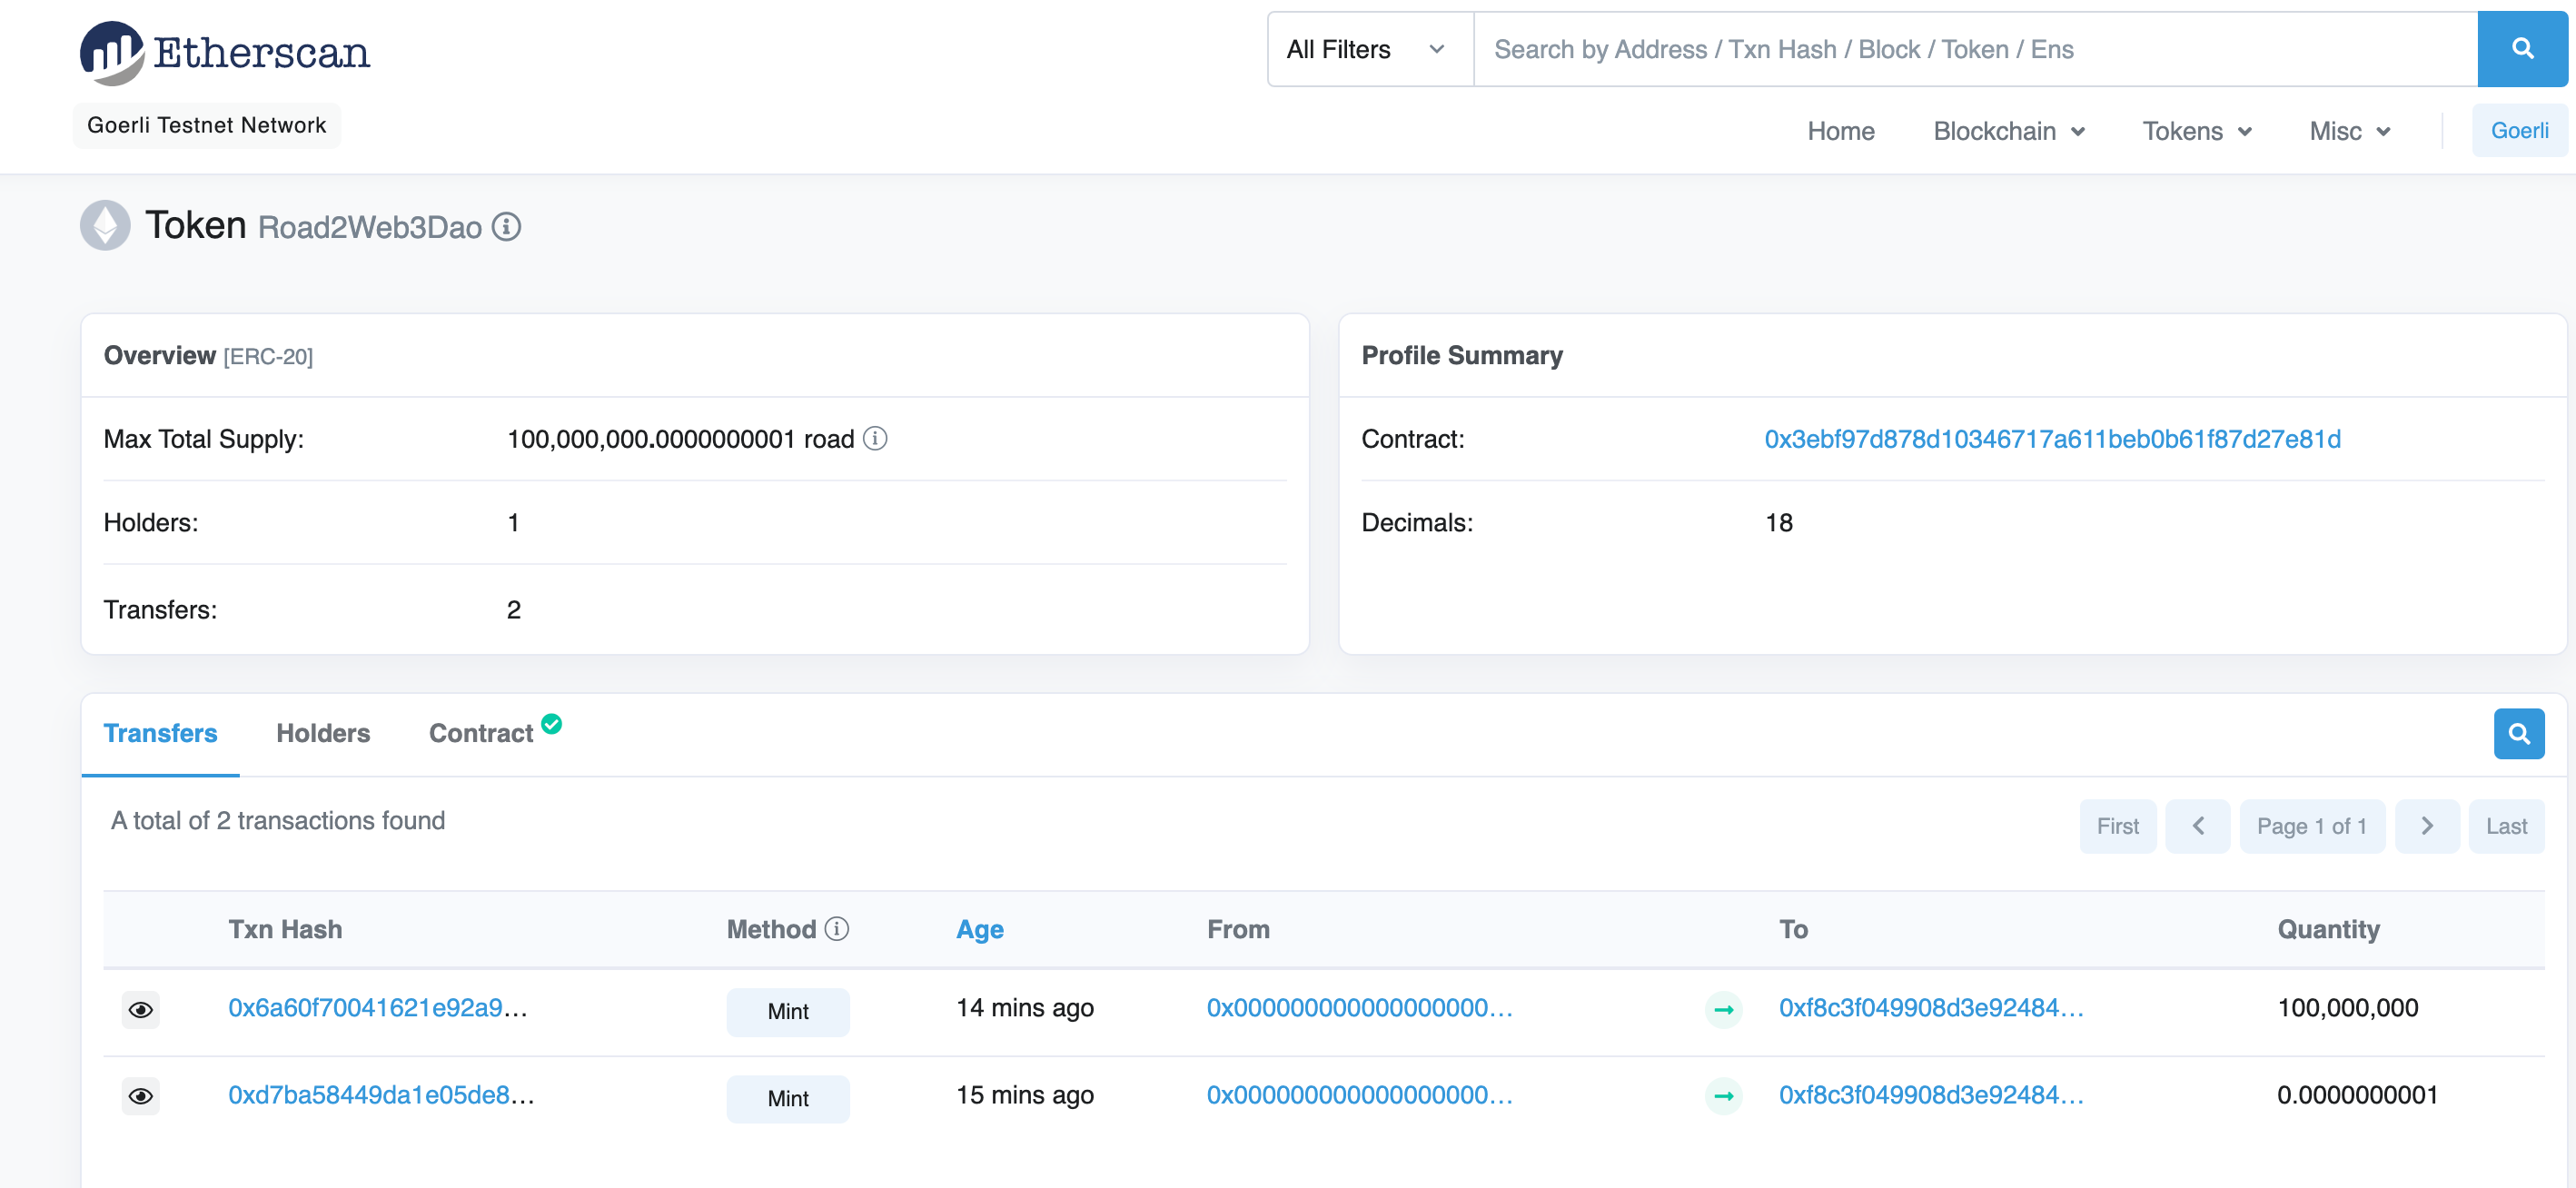 Etherscan
All Filters
Search by Address / Txn Hash / Block / Token / Ens
Goerli Testnet Network
Home Blockchain Tokens Misc Goerli
Token Road2Web3Dao
Overview [ERC-20]
Max Total Supply: 100,000,000.0000000001 road
Holders: 1
Transfers: 2
Profile Summary
Contract: 0x3ebf97d878d10346717a611beb0b61f87d27e81d
Decimals: 18
Transfers Holders Contract
A total of 2 transactions found
First Page 1 of 1 Last
Txn Hash Method Age From To Quantity
0x6a60f70041621e92a9... Mint 14 mins ago 0x000000000000000000... 0xf8c3f049908d3e92484... 100,000,000
0xd7ba58449da1e05de8... Mint 15 mins ago 0x000000000000000000... 0xf8c3f049908d3e92484... 0.0000000001